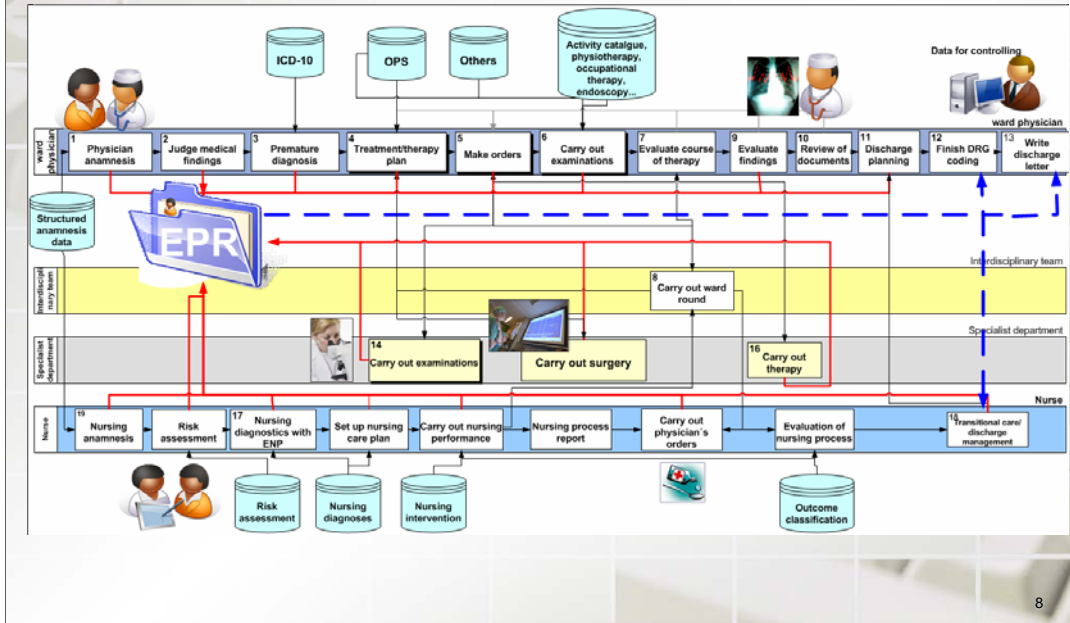 ICD-10
OPS
Others
Activity catalgue,
physiotherapy,
occupational
therapy,
endoscopy...
Data for controlling
ward physician
ward
physician
1
Physician
anamnesis
2
Judge medical
findings
3
Premature
diagnosis
4
Treatment/therapy
plan
5
Make orders
6
Carry out
examinations
7
Evaluate course
of therapy
9
Evaluate
findings
10
Review of
documents
11
Discharge
planning
12
Finish DRG
coding
13
Write
discharge
letter
Structured
anamnesis
data
EPR
Interdisciplinary team
Interdiscipli
nary team
8
Carry out ward
round
Specialist department
Specialist
department
14
Carry out examinations
Carry out surgery
16
Carry out
therapy
Nurse
Nurse
19
Nursing
anamnesis
Risk
assessment
17
Nursing
diagnostics with
ENP
Set up nursing
care plan
Carry out nursing
performance
Nursing process
report
Carry out
physician´s
orders
Evaluation of
nursing process
18
Transitional care/
discharge
management
Risk
assessment
Nursing
diagnoses
Nursing
intervention
Outcome
classification
8